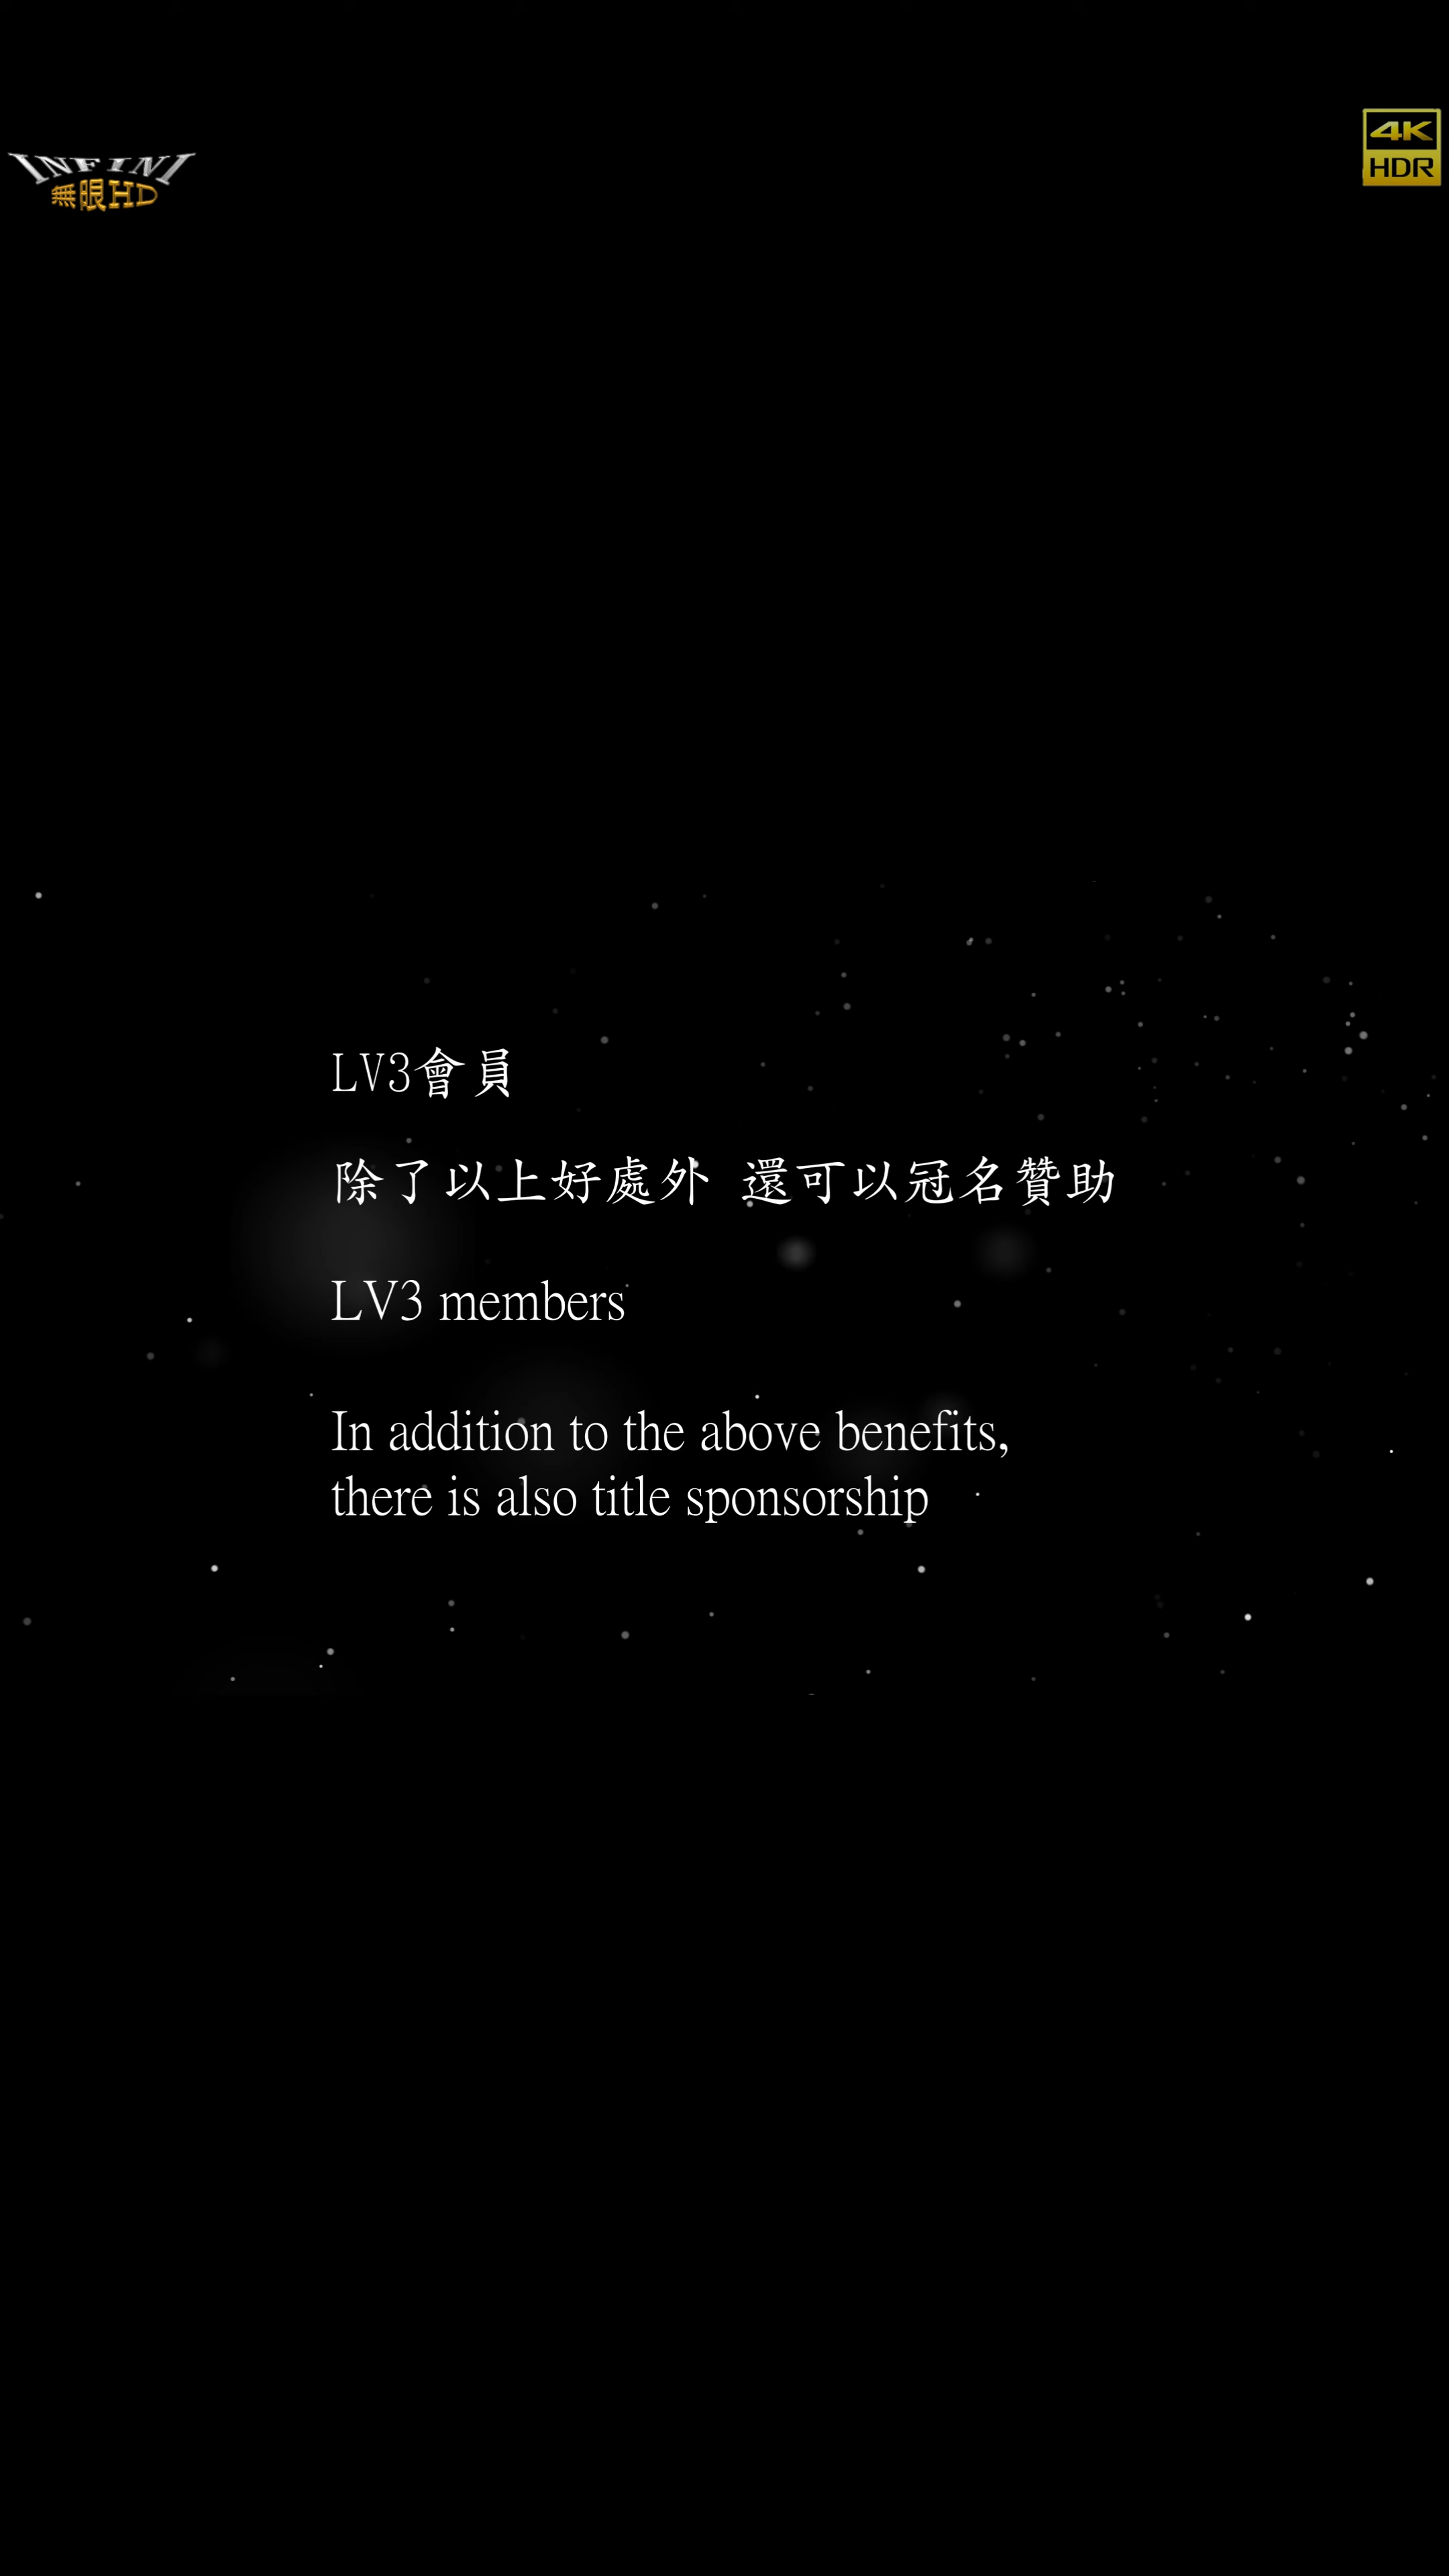 INFINI
無限HD
4K
HDR
LV3會員
除了以上好處外 還可以冠名贊助
LV3 members
In addition to the above benefits,
there is also title sponsorship